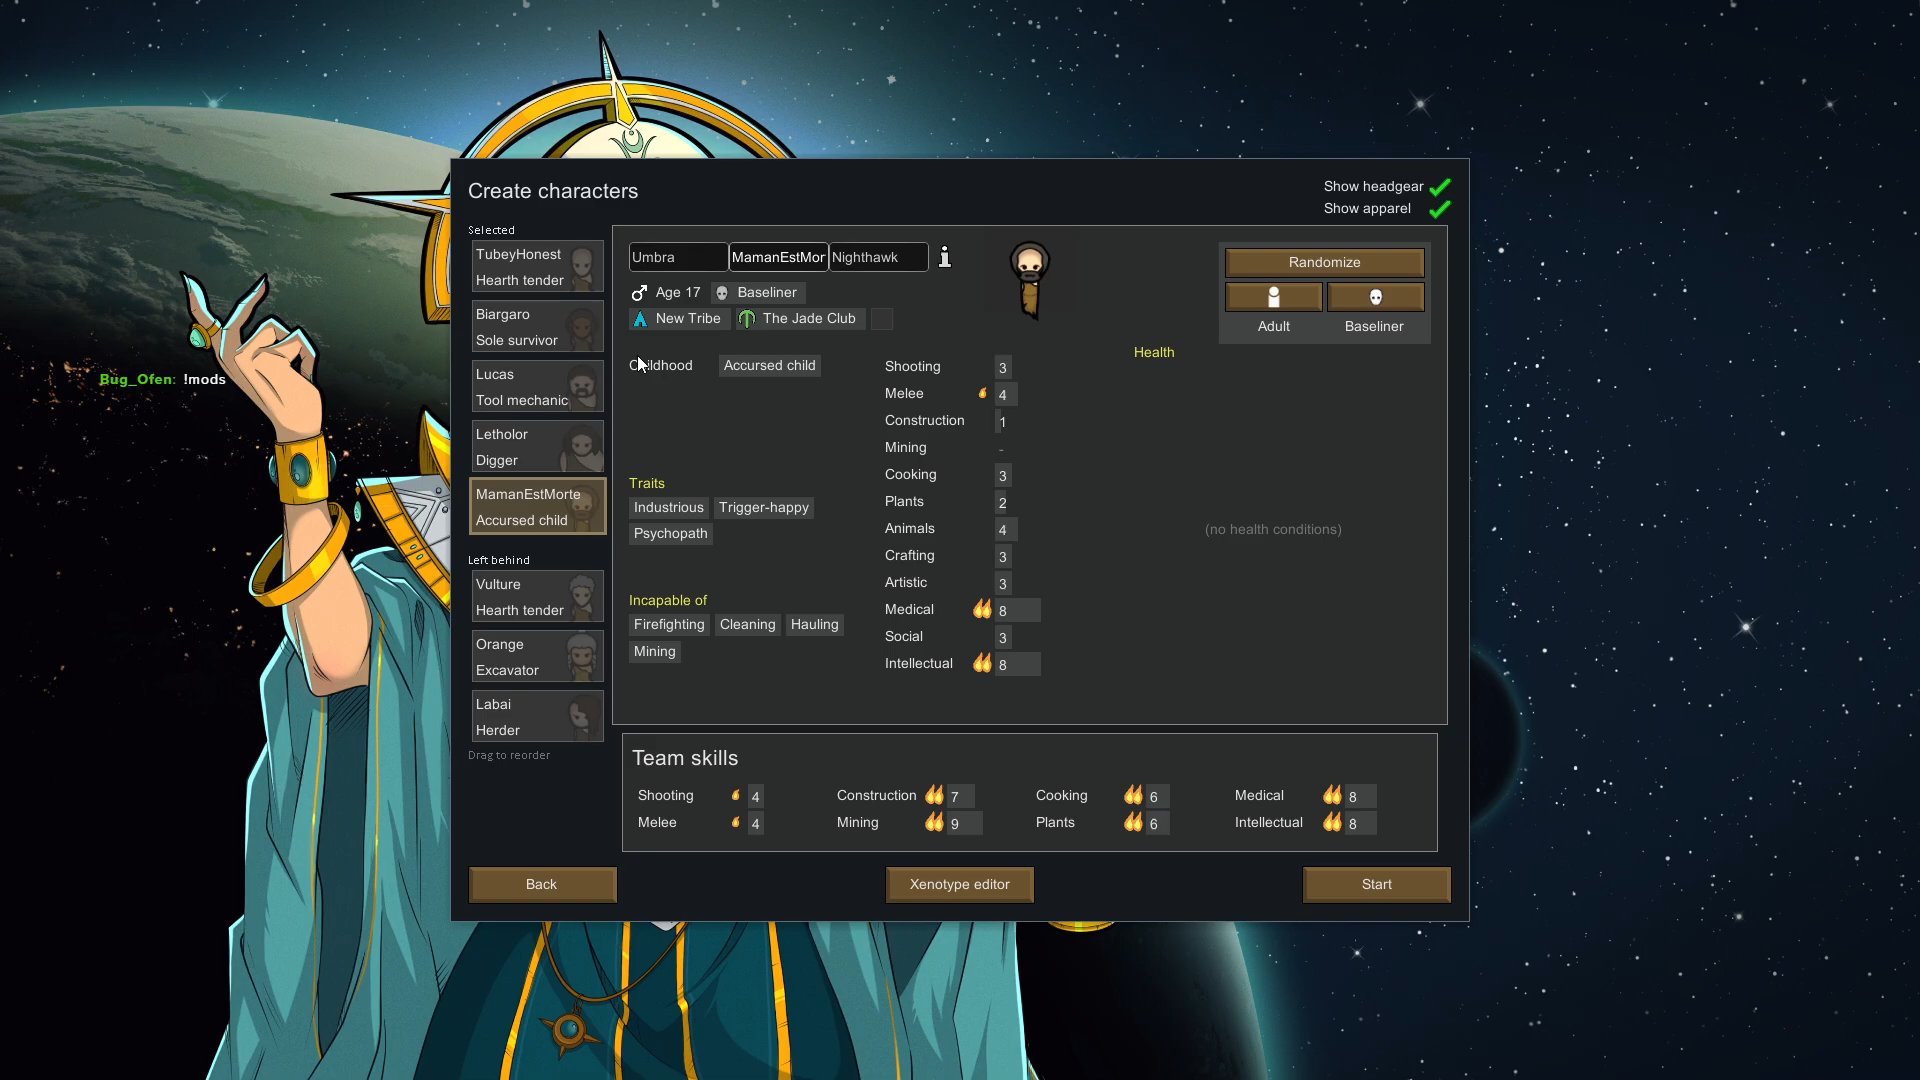 Create characters
Show headgear
Show apparel
Selected
TubeyHonest
Hearth tender
Biargaro
Sole survivor
Lucas
Tool mechanic
Letholor
Digger
MamanEstMorte
Accursed child
Left behind
Vulture
Hearth tender
Orange
Excavator
Labai
Herder
Drag to reorder
Umbra MamanEstMor Nighthawk
Age 17 Baseliner
New Tribe The Jade Club
Childhood Accursed child
Traits
Industrious Trigger-happy
Psychopath
Incapable of
Firefighting Cleaning Hauling
Mining
Shooting 3
Melee 4
Construction 1
Mining -
Cooking 3
Plants 2
Animals 4
Crafting 3
Artistic 3
Medical 8
Social 3
Intellectual 8
Randomize
Adult Baseliner
Health
(no health conditions)
Team skills
Shooting 4 Construction 7 Cooking 6 Medical 8
Melee 4 Mining 9 Plants 6 Intellectual 8
Back Xenotype editor Start
Bug_Ofen: !mods